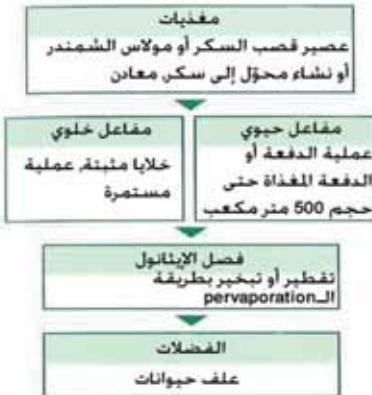 مغذيات
عصير قصب السكر أو مولاس الشمندر
أو نشاء محوّل إلى سكر، معادن
مفاعل حيوي
عملية الدفعة أو
الدفعة المغذاة حتى
حجم 500 متر مكعب
مفاعل خلوي
خلايا مثبتة، عملية
مستمرة
فصل الإيثانول
تقطير أو تبخير بطريقة
الـpervaporation
الفضلات
علف حيوانات